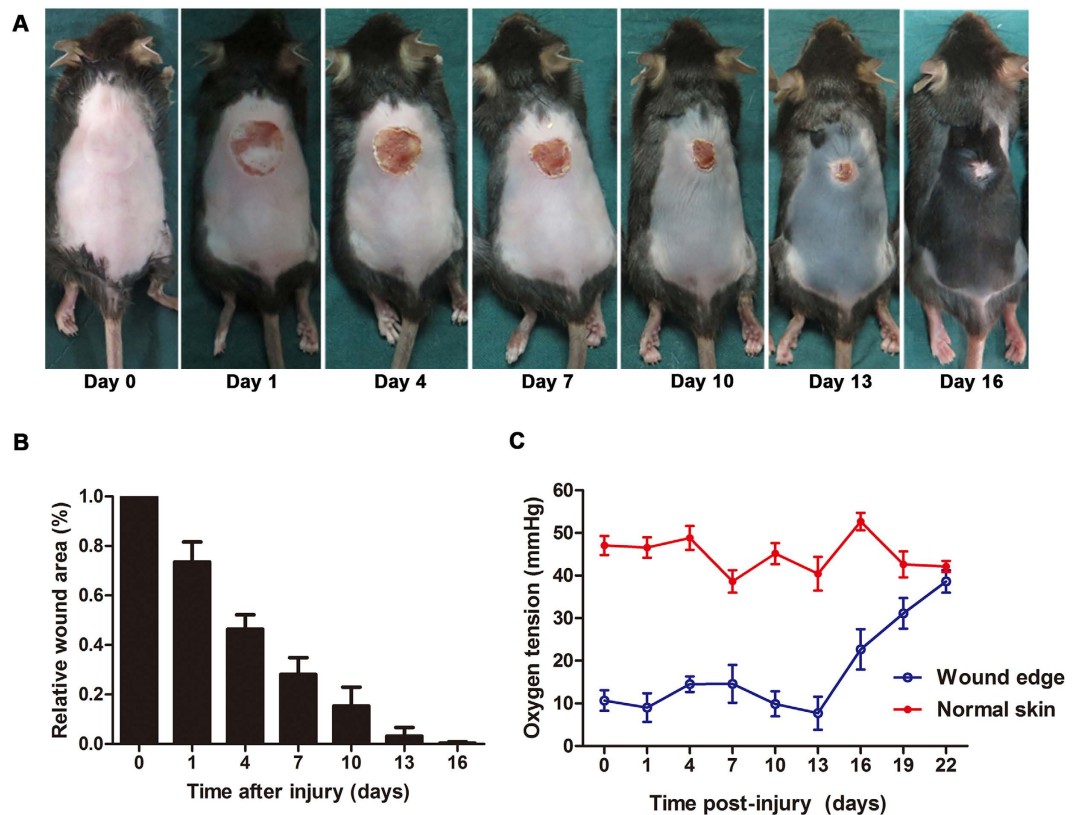 A
Day 0 Day 1 Day 4 Day 7 Day 10 Day 13 Day 16
B
Relative wound area (%)
1.0
0.8
0.6
0.4
0.2
0.0
0 1 4 7 10 13 16
Time after injury (days)
C
Oxygen tension (mmHg)
60
50
40
30
20
10
0
Wound edge
Normal skin
0 1 4 7 10 13 16 19 22
Time post-injury (days)